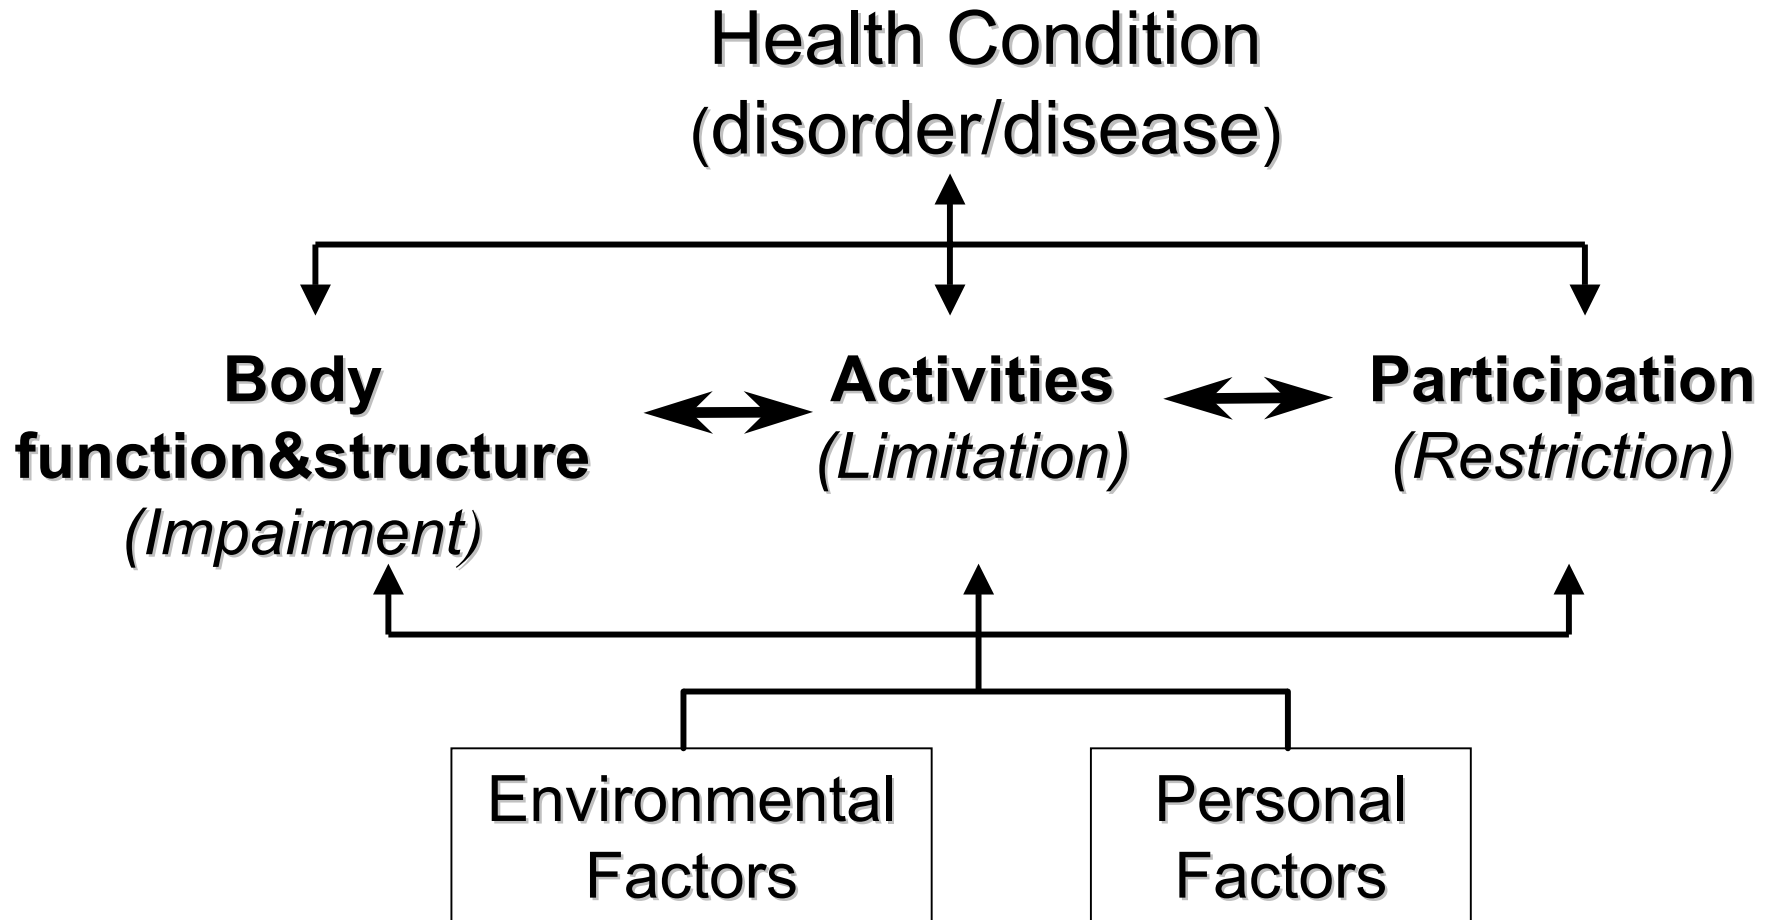 Health Condition
(disorder/disease)
Body
function&structure
(Impairment)
Activities
(Limitation)
Participation
(Restriction)
Environmental
Factors
Personal
Factors